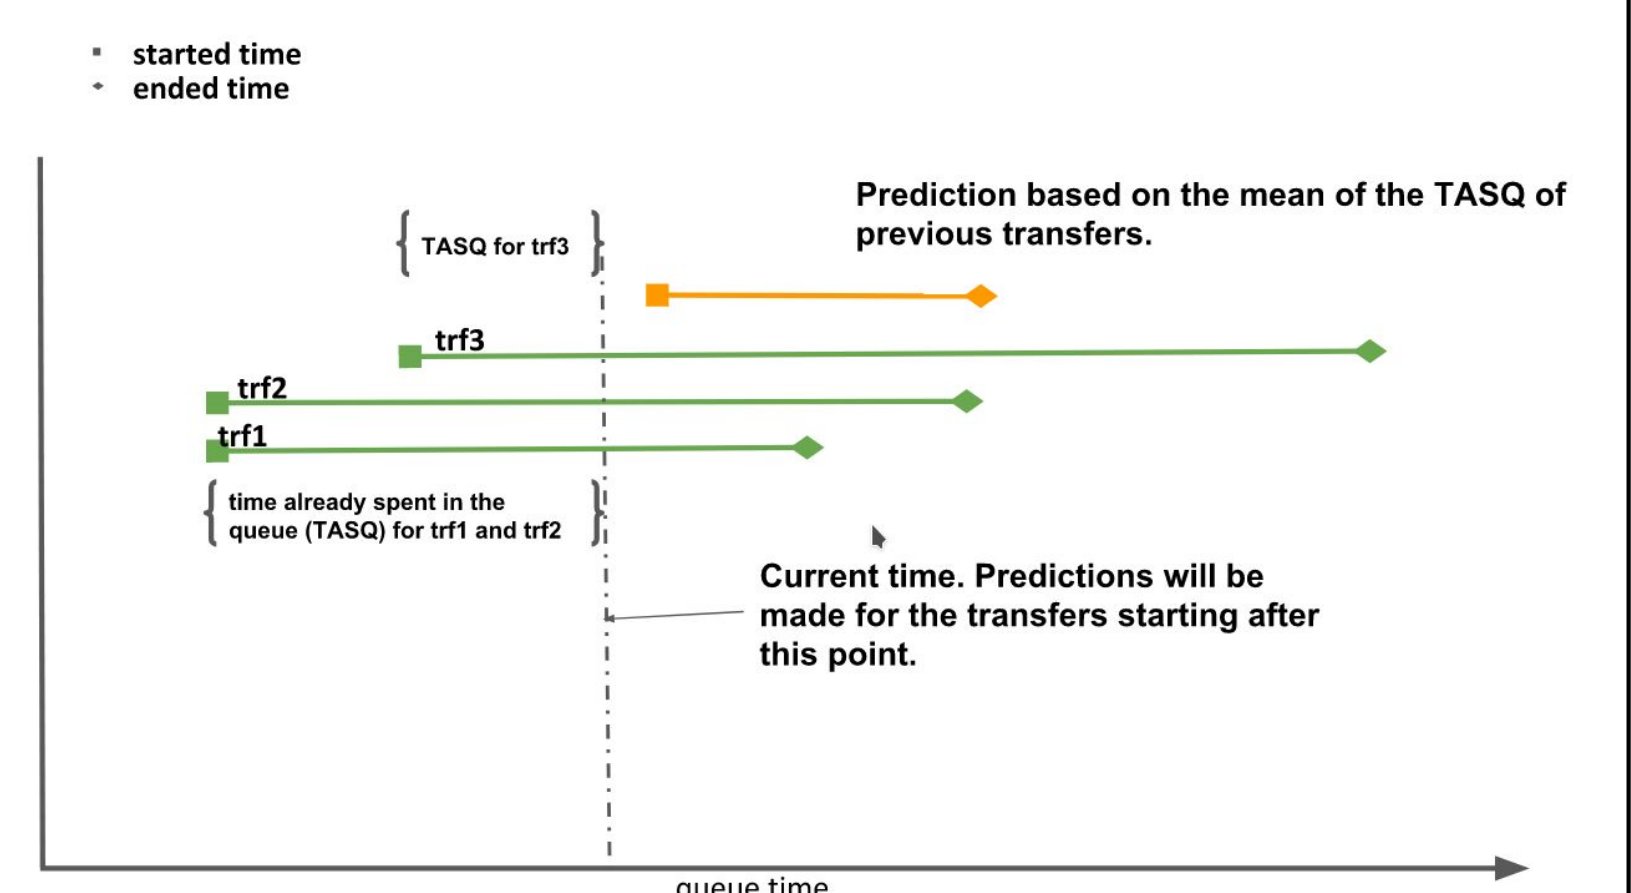 started time
ended time
Prediction based on the mean of the TASQ of
previous transfers.
TASQ for trf3
trf3
trf2
trf1
time already spent in the
queue (TASQ) for trf1 and trf2
Current time. Predictions will be
made for the transfers starting after
this point.
queue time